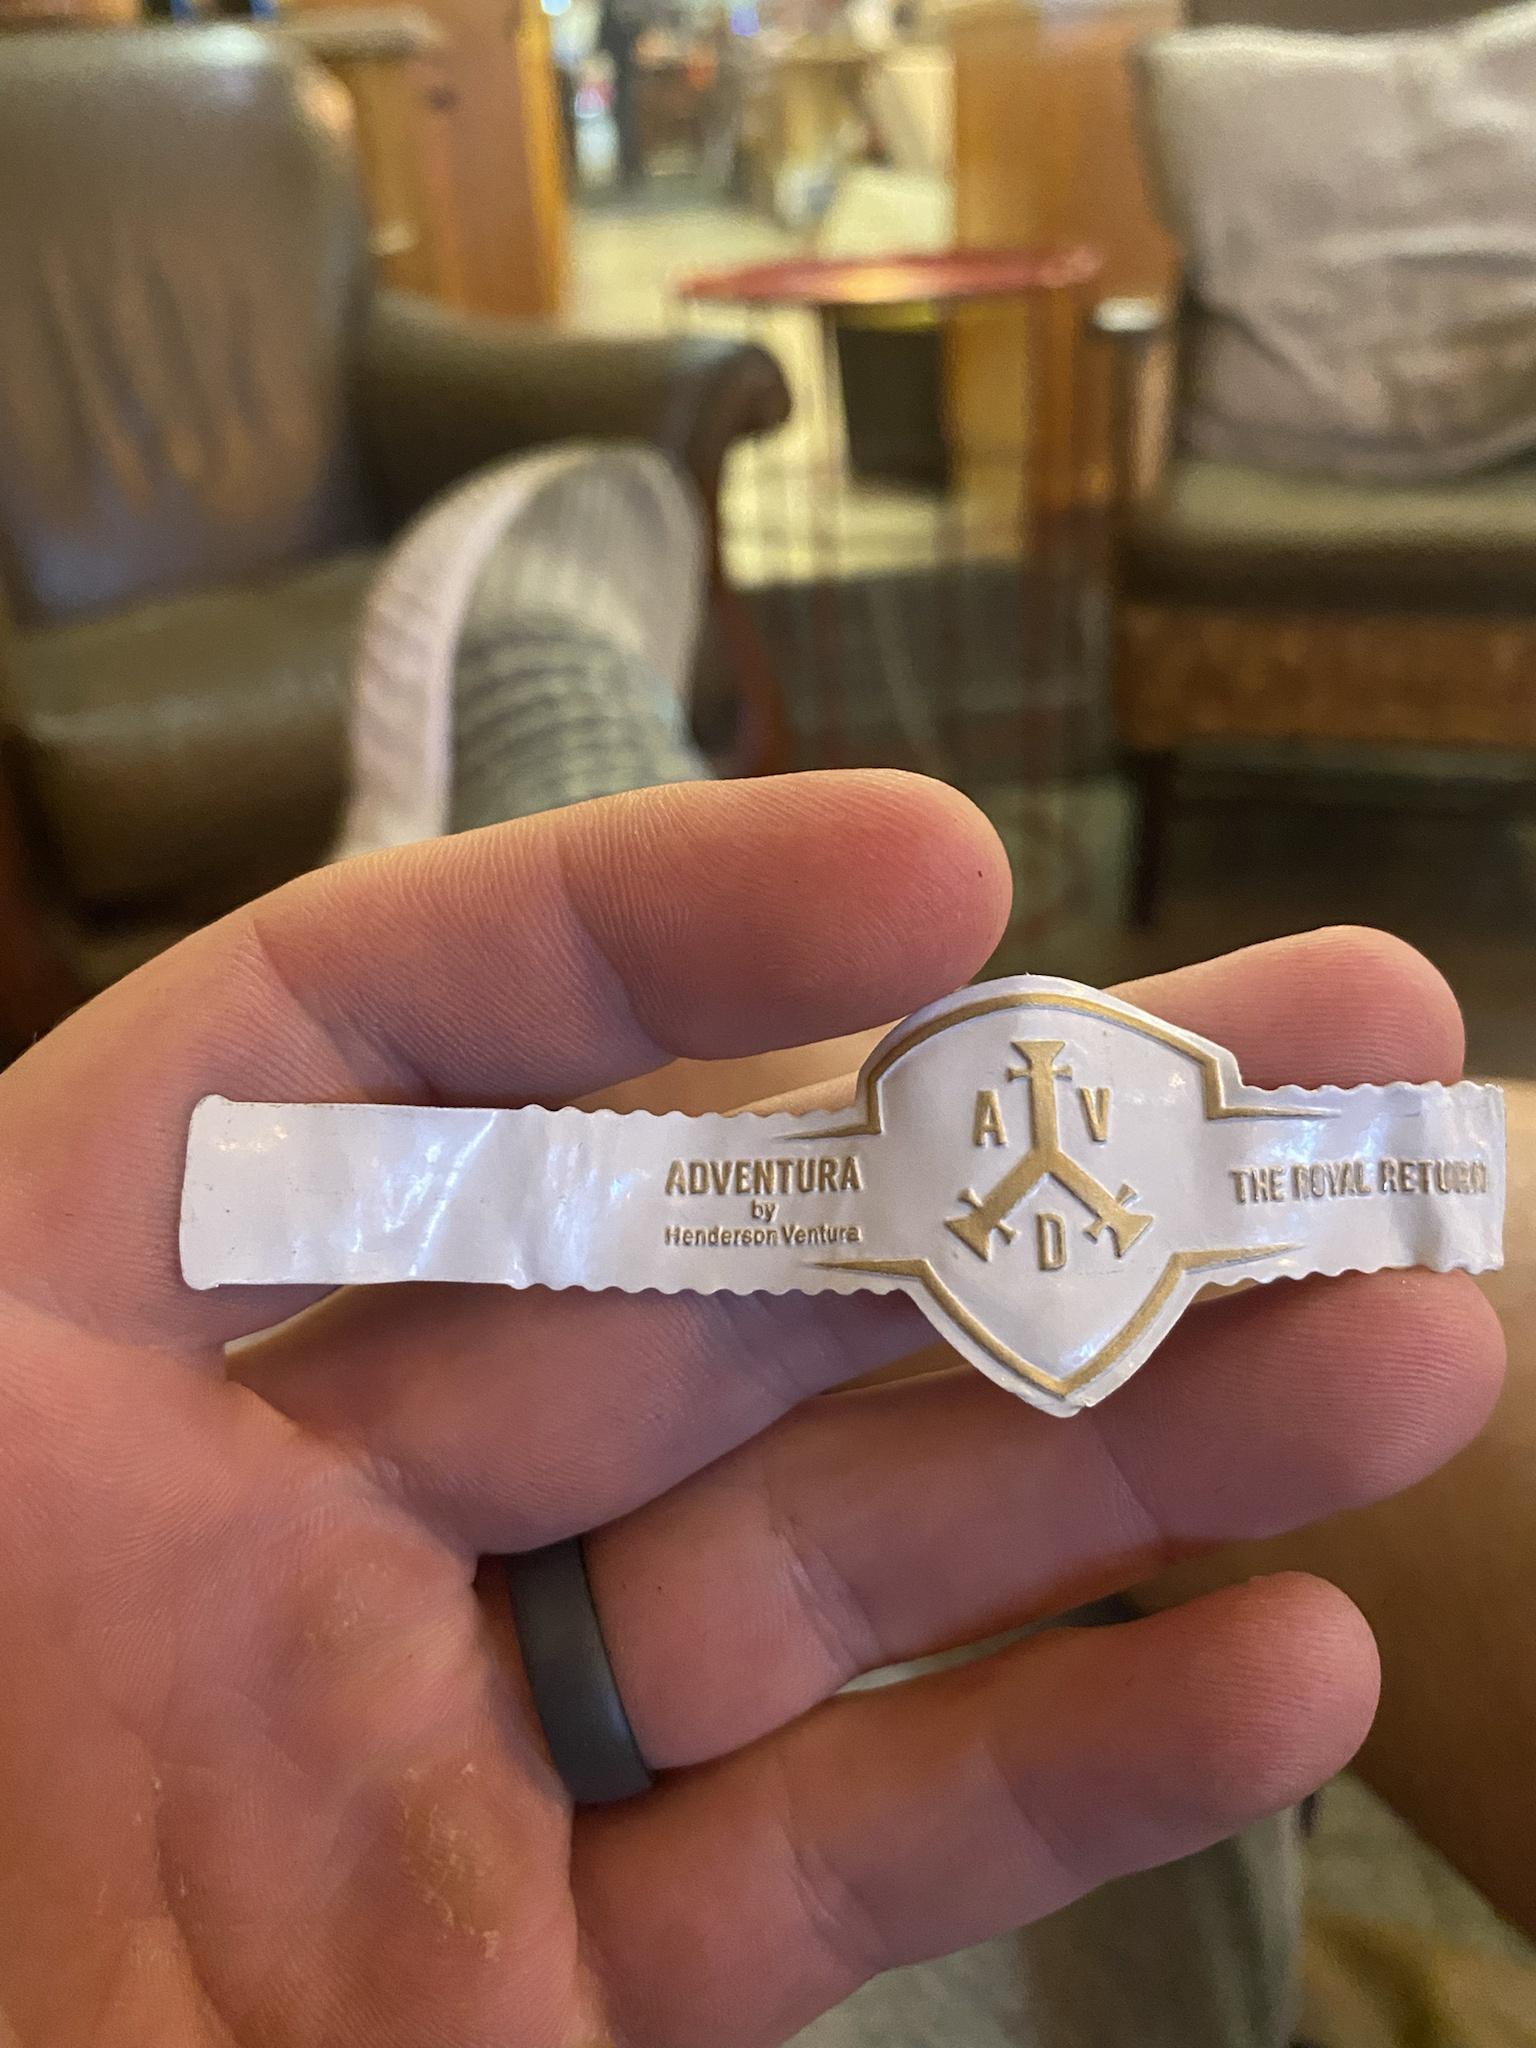 ADVENTURA
by
Henderson Ventura
A V
D
THE ROYAL RETURN